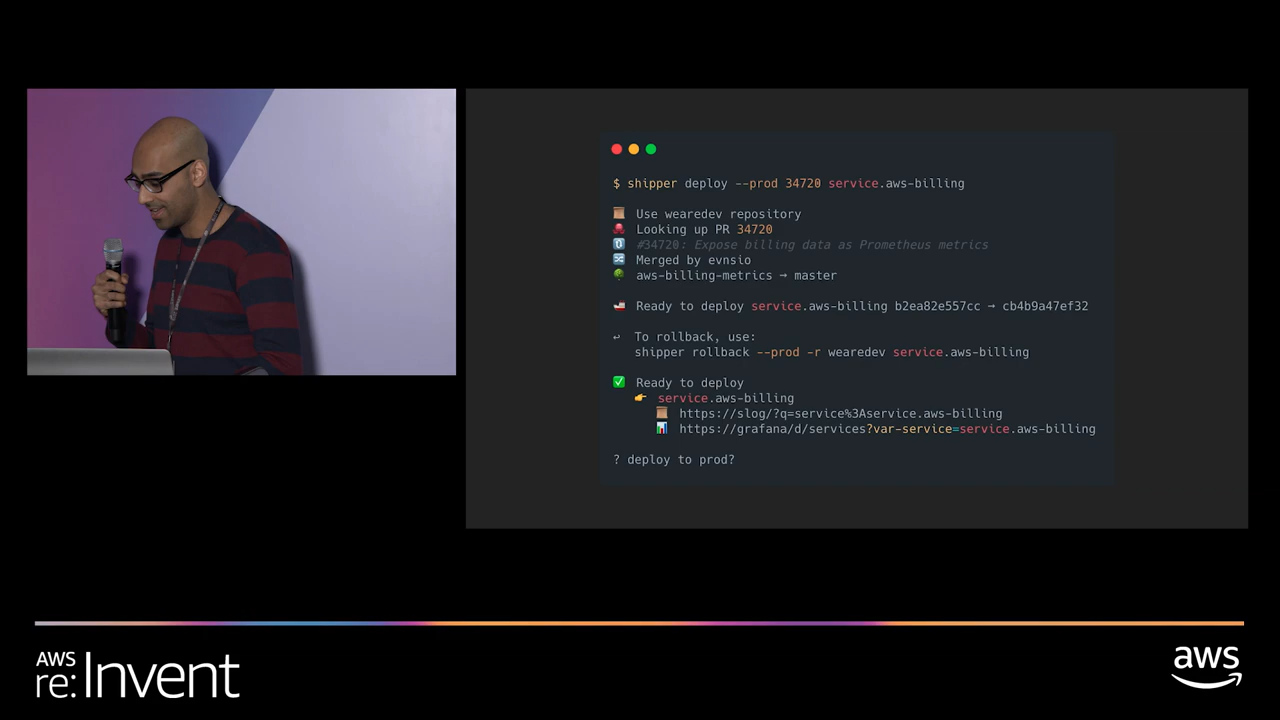 $ shipper deploy --prod 34720 service.aws-billing
Use wearedev repository
Looking up PR 34720
#34720: Expose billing data as Prometheus metrics
Merged by evnsio
aws-billing-metrics → master
Ready to deploy service.aws-billing b2ea82e557cc → cb4b9a47ef32
↩ To rollback, use:
shipper rollback --prod -r wearedev service.aws-billing
✅ Ready to deploy
👉 service.aws-billing
https://slog/?q=service%3Aservice.aws-billing
https://grafana/d/services?var-service=service.aws-billing
? deploy to prod?
AWS
re:Invent
aws